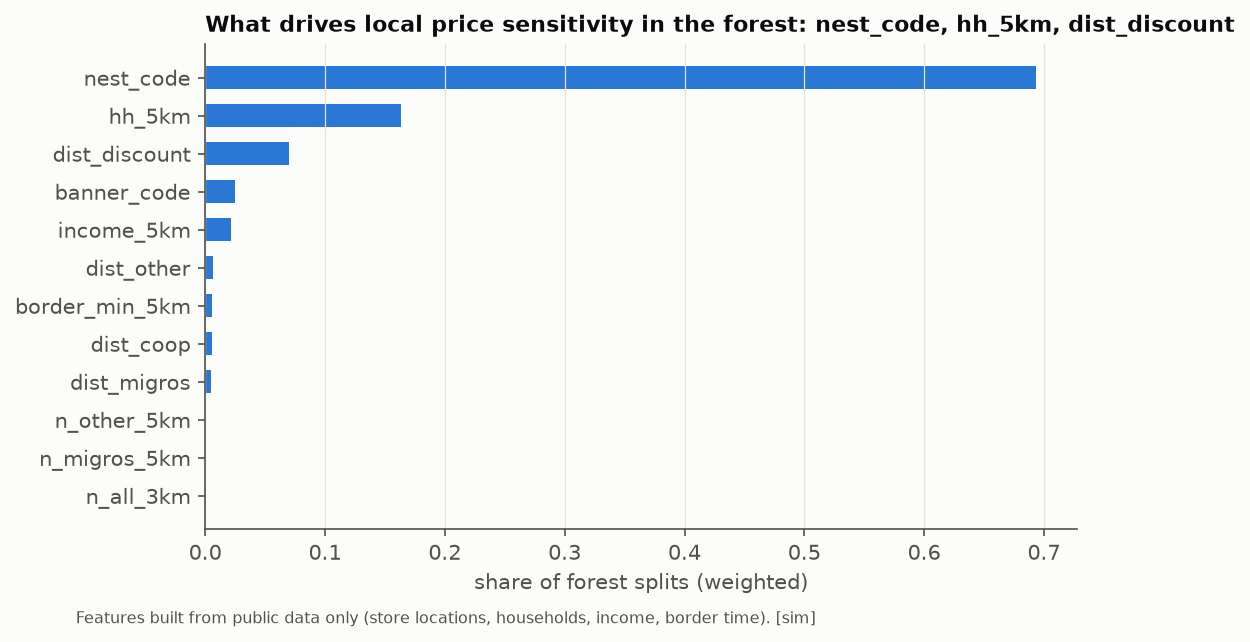 What drives local price sensitivity in the forest: nest_code, hh_5km, dist_discount
nest_code
hh_5km
dist_discount
banner_code
income_5km
dist_other
border_min_5km
dist_coop
dist_migros
n_other_5km
n_migros_5km
n_all_3km
0.0 0.1 0.2 0.3 0.4 0.5 0.6 0.7
share of forest splits (weighted)
Features built from public data only (store locations, households, income, border time). [sim]